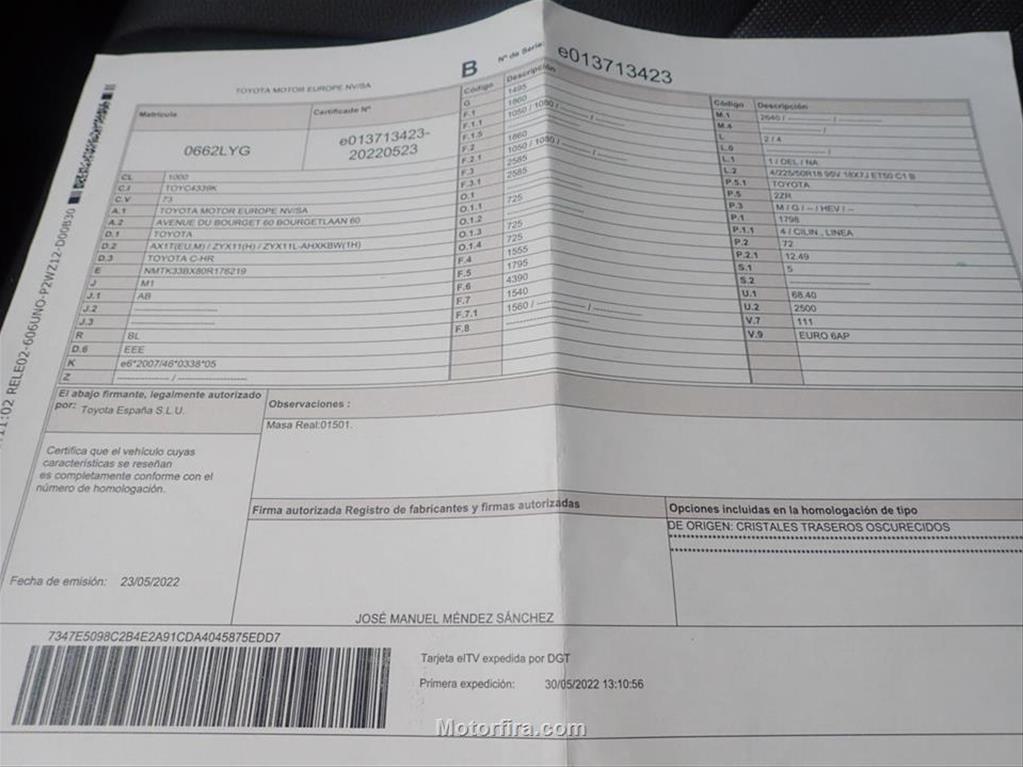 TOYOTA MOTOR EUROPE NV/SA
B Nº de Serie: e013713423
Matrícula
0662LYG
Certificado Nº
e013713423-
20220523
CL 1000
C.I TOYC4339K
C.V 73
A.1 TOYOTA MOTOR EUROPE NV/SA
A.2 AVENUE DU BOURGET 60 BOURGETLAAN 60
D.1 TOYOTA
D.2 AX1T(EU,M) / ZYX11(H) / ZYX11L-AHXXBW(1H)
D.3 TOYOTA C-HR
E NMTK33BX80R176219
J M1
J.1 AB
J.2 --------------------
J.3 --------------------
R BL
D.6 EEE
K e6*2007/46*0338*05
Z ------------ / ----------------
Código Descripción
G 1495
F.1 1860
F.1.1 1050 / 1080 / --------
F.1.5 -------- / --------
F.2 1860
F.2.1 1050 / 1080 / --------
F.3 2585
F.3.1 2585
O.1 725
O.1.1
O.1.2 725
O.1.3 725
O.1.4
F.4 1555
F.5 1795
F.6 4390
F.7 1540
F.7.1 1560 / -------- / --------
F.8 --------------------
Código Descripción
M.1 2640 / -------- / --------
M.4 -------- / --------
L 2 / 4
L.0 -------- /
L.1 1 / DEL / NA
L.2 4/225/50R18 95V 18X7J ET50 C1 B
P.5.1 TOYOTA
P.5 2ZR
P.3 M / G / -- / HEV / --
P.1 1798
P.1.1 4 / CILIN., LINEA
P.2 72
P.2.1 12.49
S.1 5
S.2 --------------------
U.1 68.40
U.2 2500
V.7 111
V.9 EURO 6AP
El abajo firmante, legalmente autorizado
por: Toyota España S.L.U.
Observaciones :
Masa Real:01501.
Certifica que el vehículo cuyas
características se reseñan
es completamente conforme con el
número de homologación.
Firma autorizada Registro de fabricantes y firmas autorizadas
Opciones incluidas en la homologación de tipo
DE ORIGEN: CRISTALES TRASEROS OSCURECIDOS
Fecha de emisión: 23/05/2022
JOSÉ MANUEL MÉNDEZ SÁNCHEZ
7347E5098C2B4E2A91CDA4045875EDD7
Tarjeta eITV expedida por DGT
Primera expedición: 30/05/2022 13:10:56
11:02 RELE02-606UNO-P2WZ12-D00B30
Motorfira.com